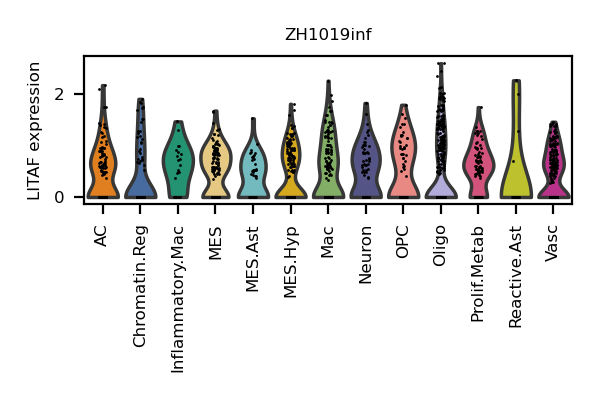 ZH1019inf
LITAF expression
2
0
AC
Chromatin.Reg
Inflammatory.Mac
MES
MES.Ast
MES.Hyp
Mac
Neuron
OPC
Oligo
Prolif.Metab
Reactive.Ast
Vasc